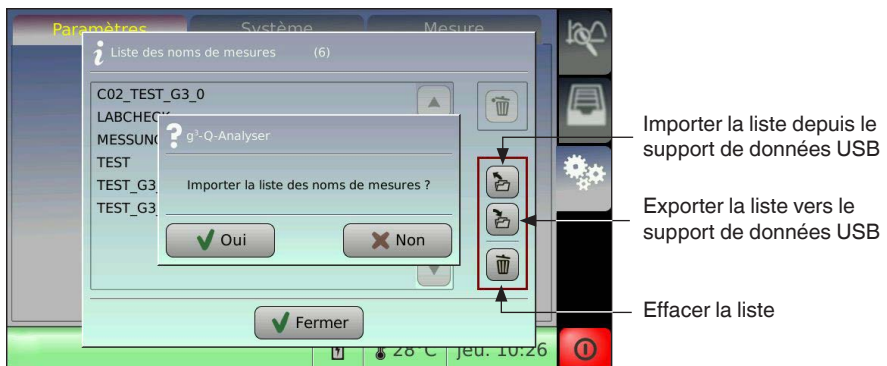 Paramètres Système Mesure
Liste des noms de mesures (6)
C02_TEST_G3_0
LABCHECK
MESSUNG
TEST
TEST_G3_
TEST_G3_
g³-Q-Analyser
Importer la liste des noms de mesures ?
Oui Non
Fermer
28°C jeu. 10:26
Importer la liste depuis le
support de données USB
Exporter la liste vers le
support de données USB
Effacer la liste